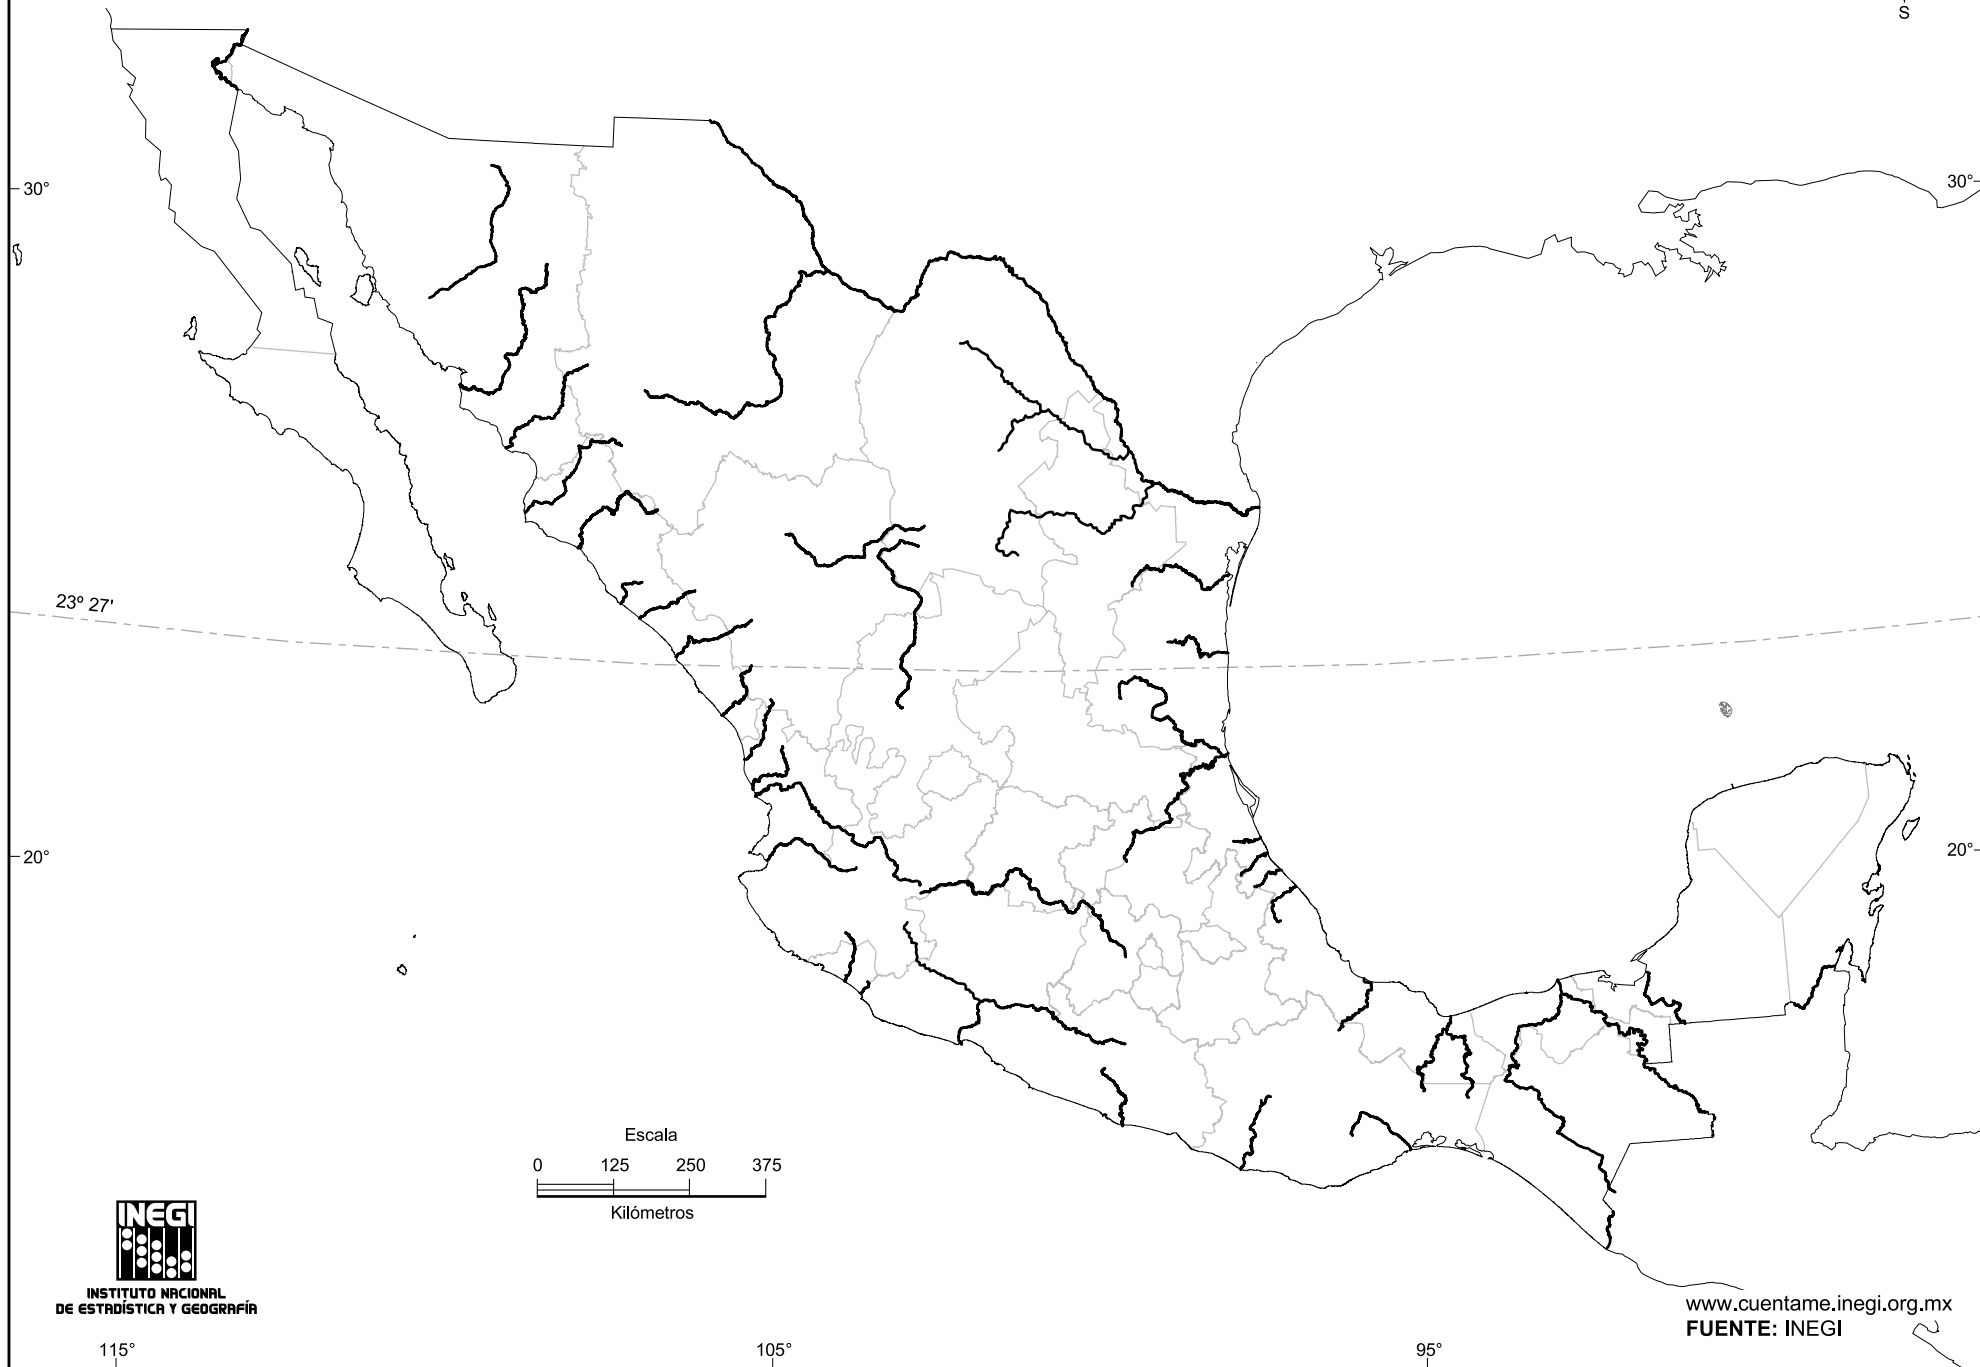 S
30°
30°
23° 27'
20°
20°
Escala
0 125 250 375
Kilómetros
INEGI
INSTITUTO NACIONAL
DE ESTADÍSTICA Y GEOGRAFÍA
www.cuentame.inegi.org.mx
FUENTE: INEGI
115° 105° 95°